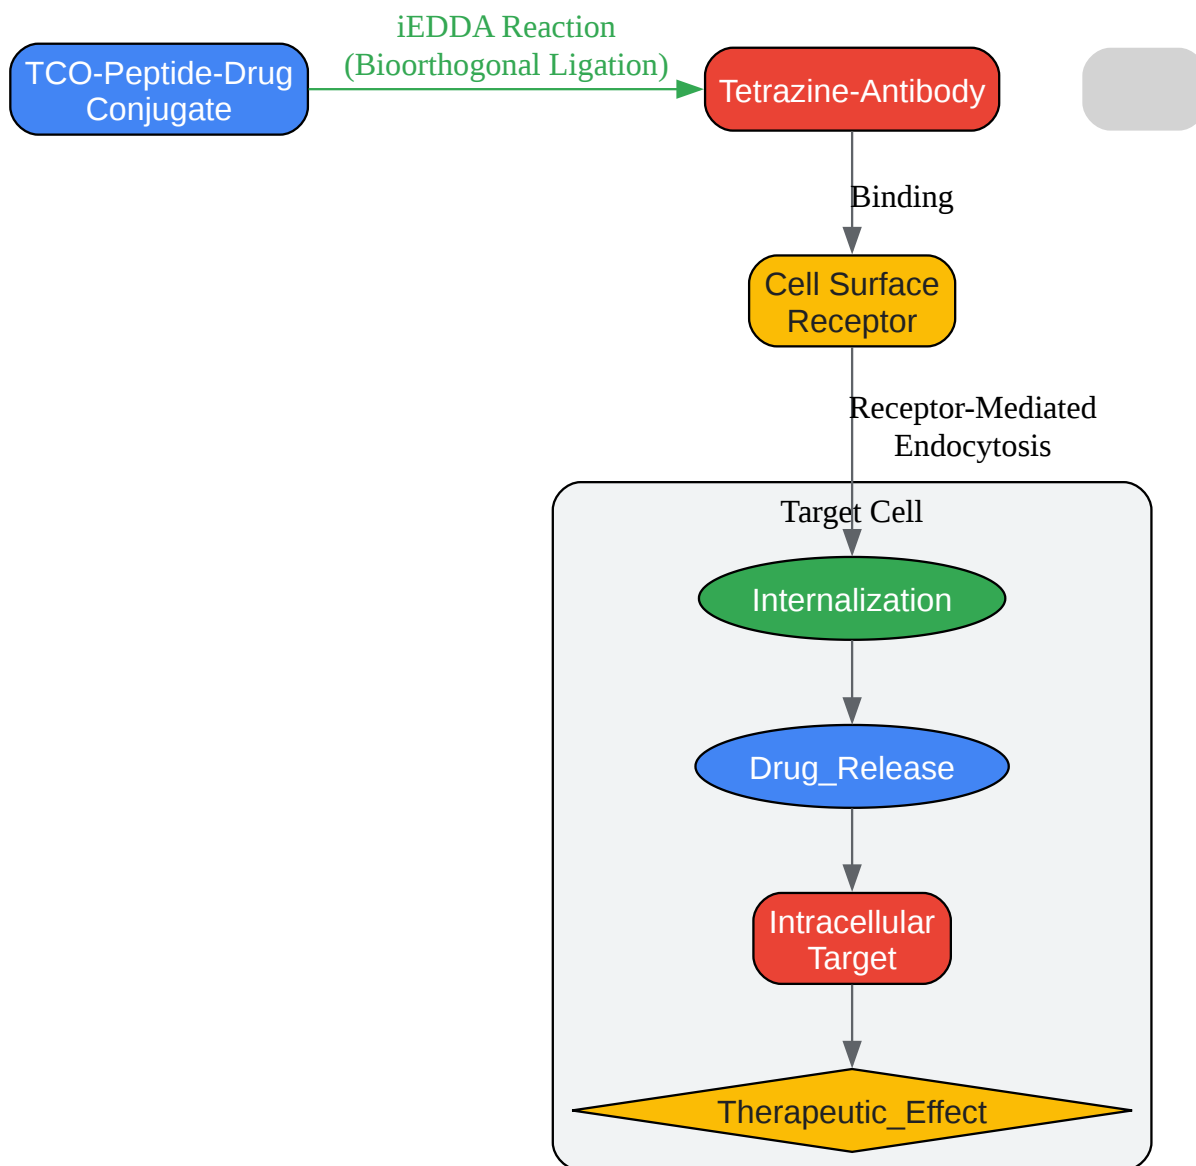 iEDDA Reaction
(Bioorthogonal Ligation)
TCO-Peptide-Drug
Conjugate
Tetrazine-Antibody
Binding
Cell Surface
Receptor
Receptor-Mediated
Endocytosis
Target Cell
Internalization
Drug_Release
Intracellular
Target
Therapeutic_Effect